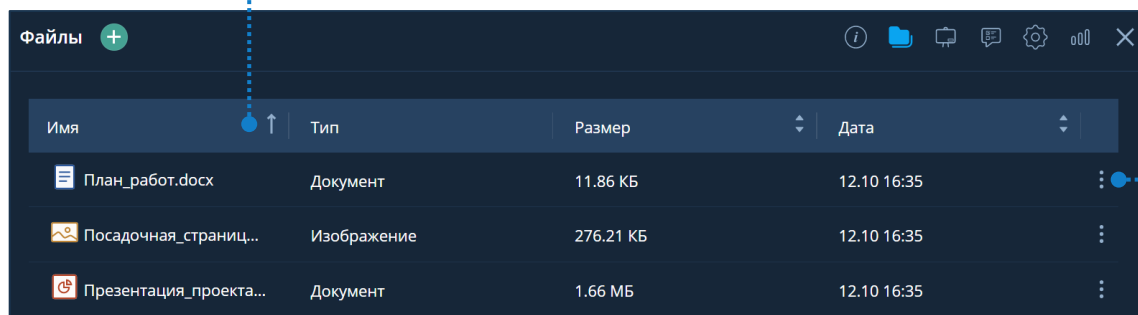 Файлы
Имя Тип Размер Дата
План_работ.docx Документ 11.86 КБ 12.10 16:35
Посадочная_страниц... Изображение 276.21 КБ 12.10 16:35
Презентация_проекта... Документ 1.66 МБ 12.10 16:35